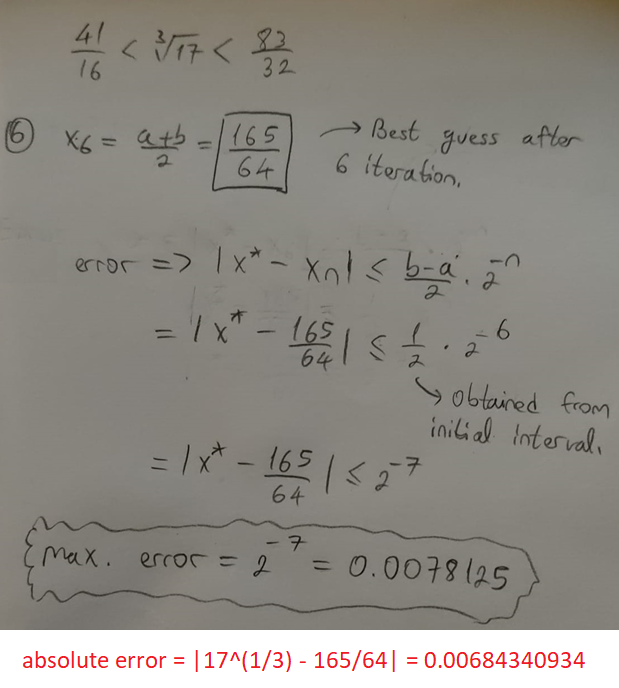 41/16 < ∛17 < 83/32
⑥ x₆ = (a+b)/2 = 165/64 → Best guess after
6 iteration.
error => |x* - xₙ| ≤ (b-a)/2 · 2⁻ⁿ
= |x* - 165/64| ≤ 1/2 · 2⁻⁶
↳ obtained from
initial interval.
= |x* - 165/64| ≤ 2⁻⁷
max. error = 2⁻⁷ = 0.0078125
absolute error = |17^(1/3) - 165/64| = 0.00684340934